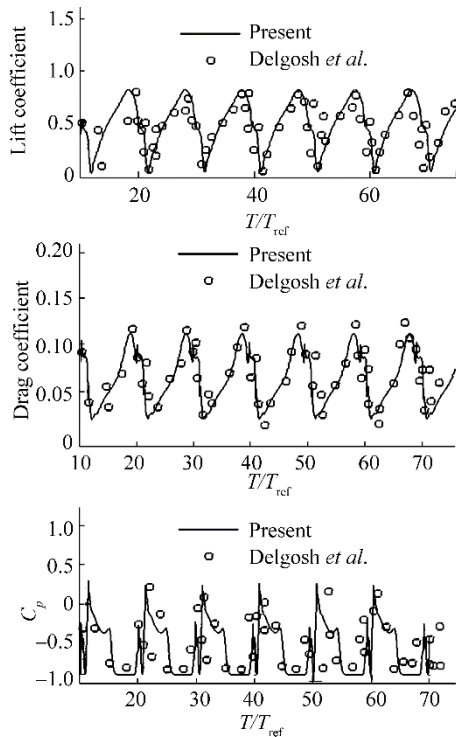 1.5
Present
Delgosh et al.
1.0
Lift coefficient
0.5
0
20
40
60
T/Tref
0.20
Present
Delgosh et al.
Drag coefficient
0.10
0.05
0
10
20
30
40
50
60
70
T/Tref
1.0
Present
Delgosh et al.
0.5
Cp
0
−0.5
−1.0
20
30
40
50
60
70
T/Tref